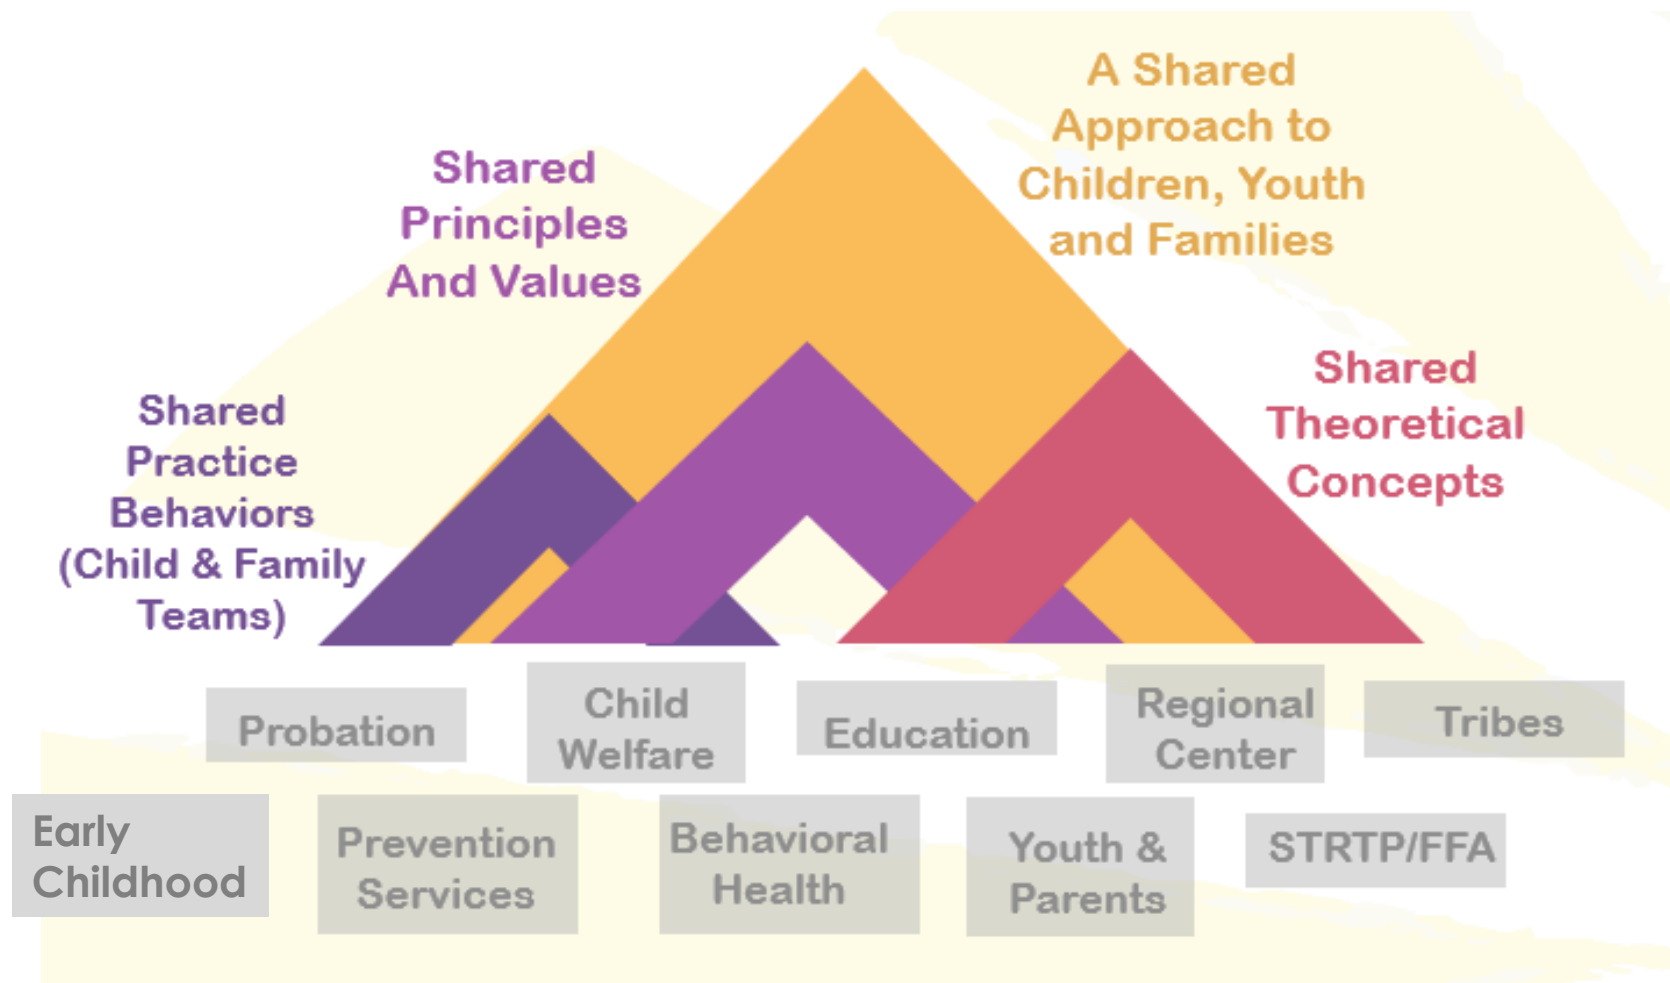 A Shared
Approach to
Children, Youth
and Families
Shared
Principles
And Values
Shared
Theoretical
Concepts
Shared
Practice
Behaviors
(Child & Family
Teams)
Probation
Child
Welfare
Education
Regional
Center
Tribes
Early
Childhood
Prevention
Services
Behavioral
Health
Youth &
Parents
STRTP/FFA